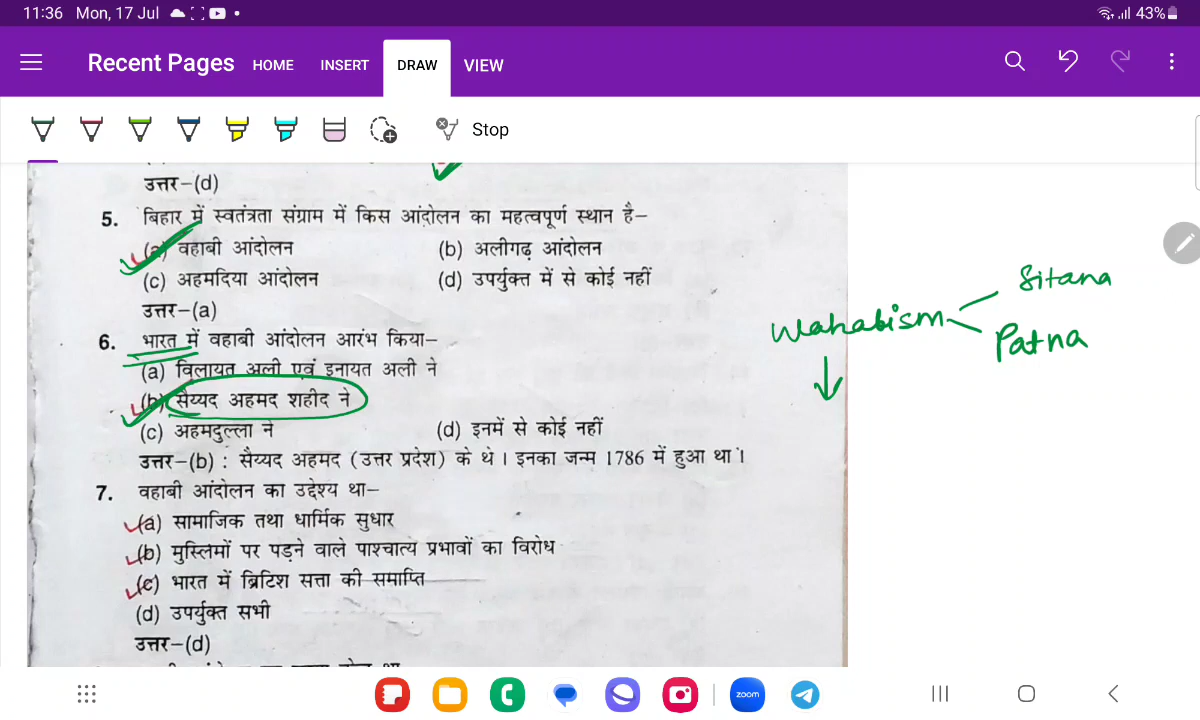 11:36 Mon, 17 Jul 43%
Recent Pages HOME INSERT DRAW VIEW
Stop
उत्तर–(d)
5. बिहार में स्वतंत्रता संग्राम में किस आंदोलन का महत्वपूर्ण स्थान है–
(a) वहाबी आंदोलन (b) अलीगढ़ आंदोलन
(c) अहमदिया आंदोलन (d) उपर्युक्त में से कोई नहीं
उत्तर–(a)
6. भारत में वहाबी आंदोलन आरंभ किया–
(a) विलायत अली एवं इनायत अली ने
(b) सैय्यद अहमद शहीद ने
(c) अहमदुल्ला ने (d) इनमें से कोई नहीं
उत्तर–(b) : सैय्यद अहमद (उत्तर प्रदेश) के थे। इनका जन्म 1786 में हुआ था।
7. वहाबी आंदोलन का उद्देश्य था–
(a) सामाजिक तथा धार्मिक सुधार
(b) मुस्लिमों पर पड़ने वाले पाश्चात्य प्रभावों का विरोध
(c) भारत में ब्रिटिश सत्ता की समाप्ति
(d) उपर्युक्त सभी
उत्तर–(d)
Wahabism
Sitana
Patna
zoom